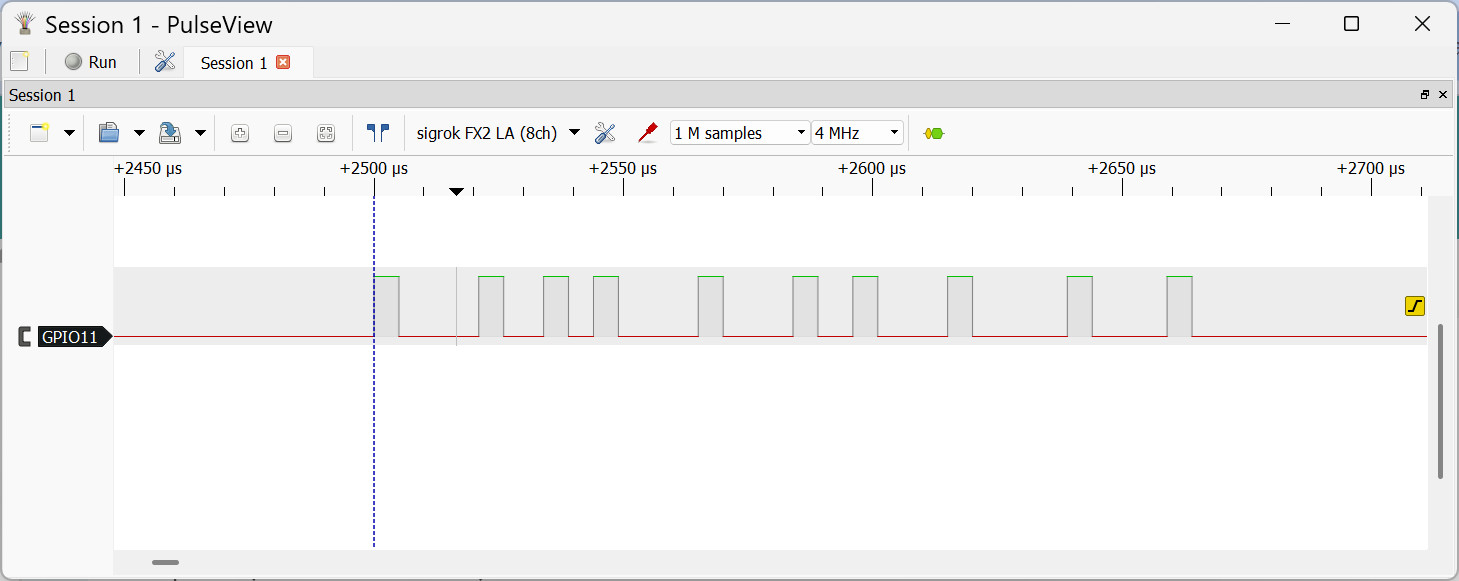 Session 1 - PulseView
Run
Session 1
Session 1
sigrok FX2 LA (8ch)
1 M samples
4 MHz
+2450 µs
+2500 µs
+2550 µs
+2600 µs
+2650 µs
+2700 µs
GPIO11